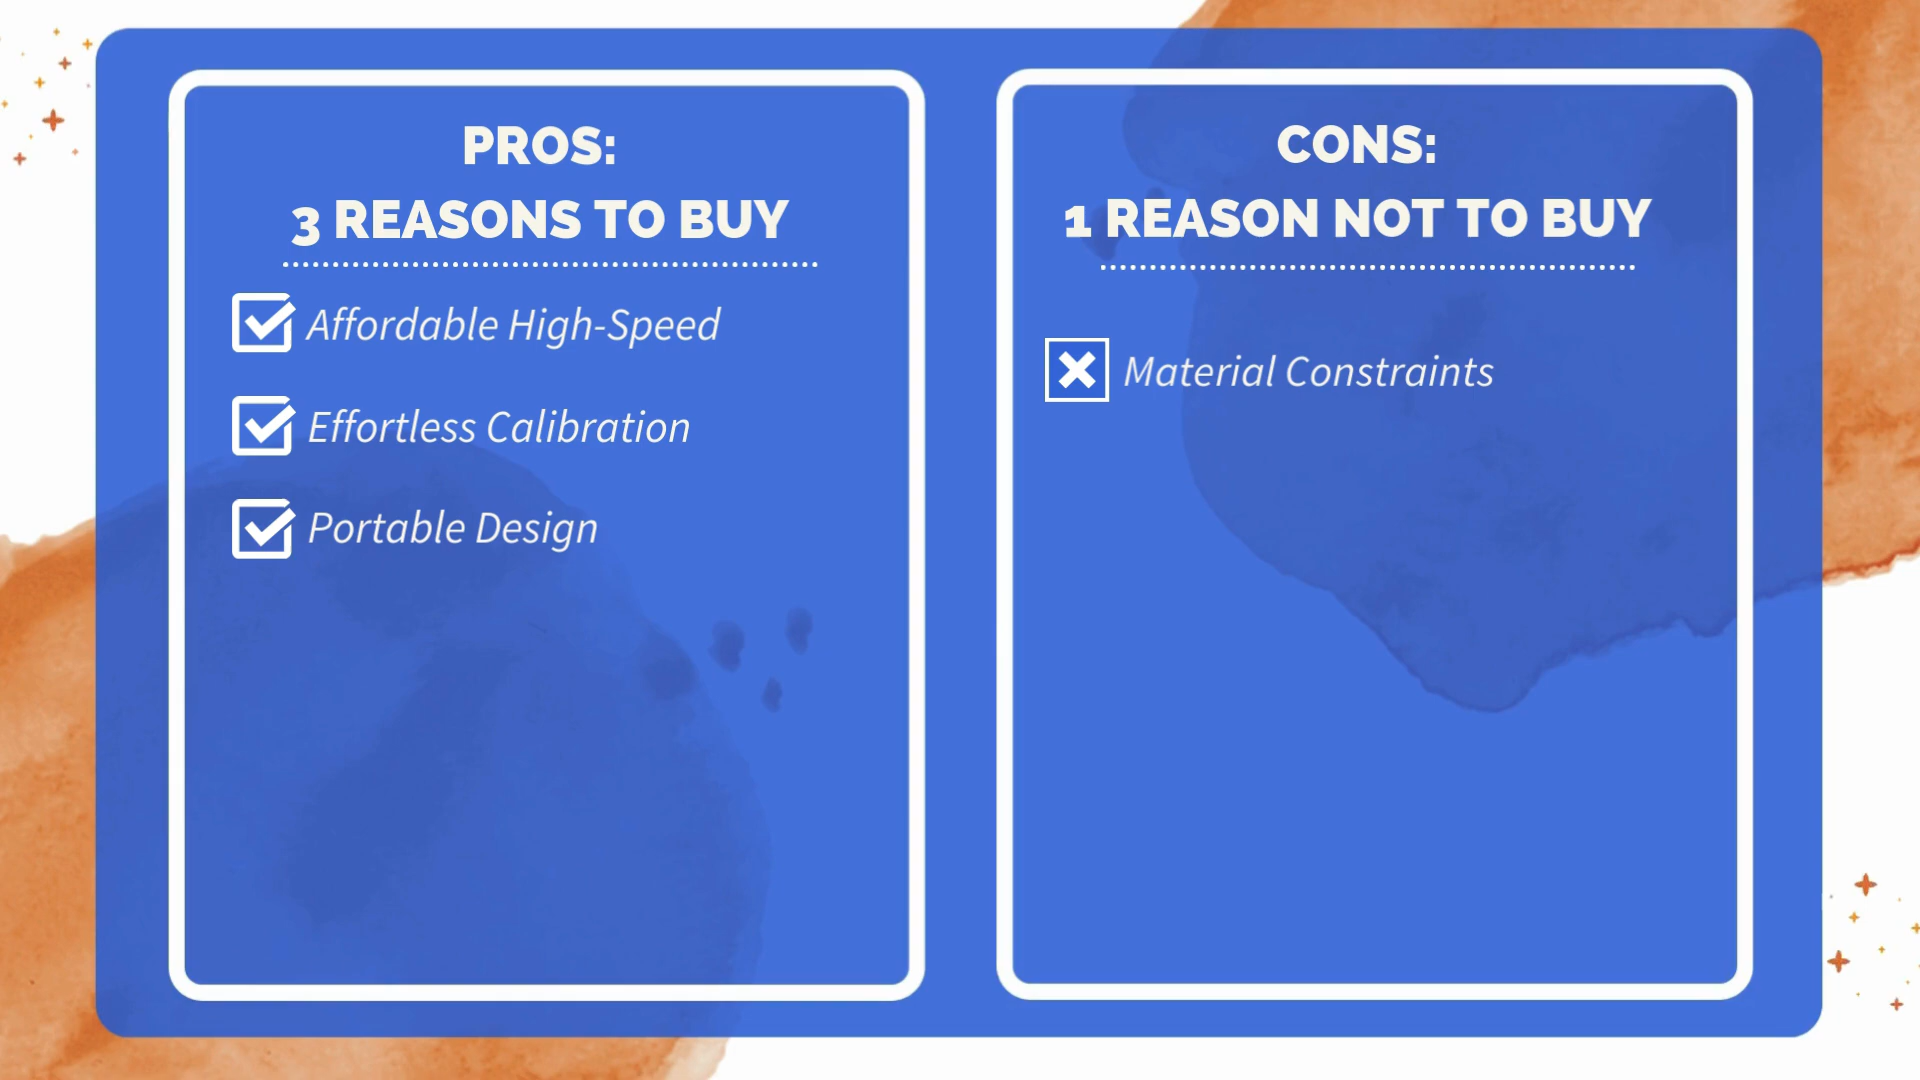 PROS:
3 REASONS TO BUY
Affordable High-Speed
Effortless Calibration
Portable Design
CONS:
1 REASON NOT TO BUY
Material Constraints